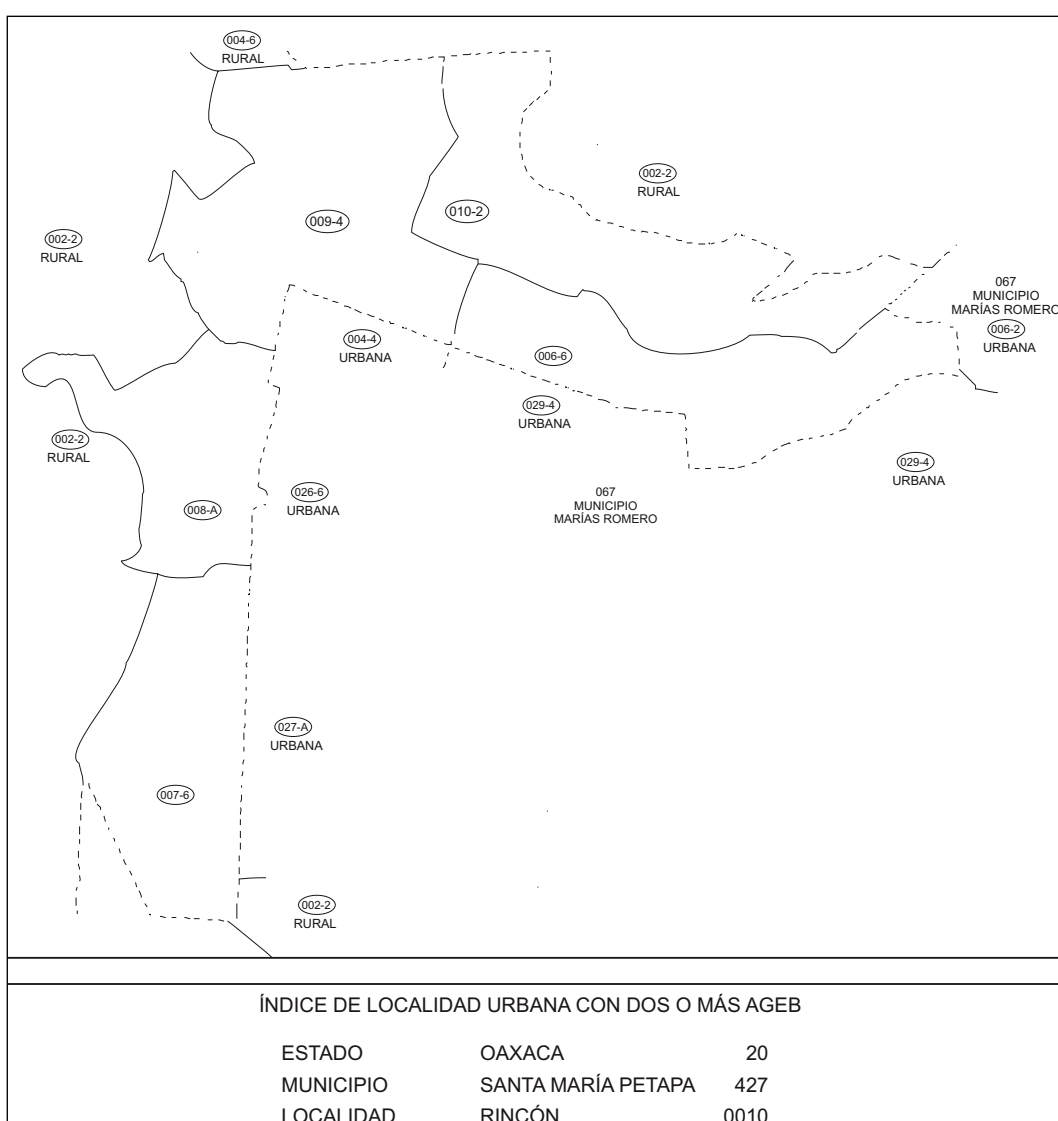 004-6
RURAL
002-2
RURAL
009-4
010-2
002-2
RURAL
067
MUNICIPIO
MARÍAS ROMERO
006-2
URBANA
004-4
URBANA
006-6
029-4
URBANA
002-2
RURAL
029-4
URBANA
008-A
026-6
URBANA
067
MUNICIPIO
MARÍAS ROMERO
027-A
URBANA
007-6
002-2
RURAL
ÍNDICE DE LOCALIDAD URBANA CON DOS O MÁS AGEB
ESTADO OAXACA 20
MUNICIPIO SANTA MARÍA PETAPA 427
LOCALIDAD RINCÓN 0010